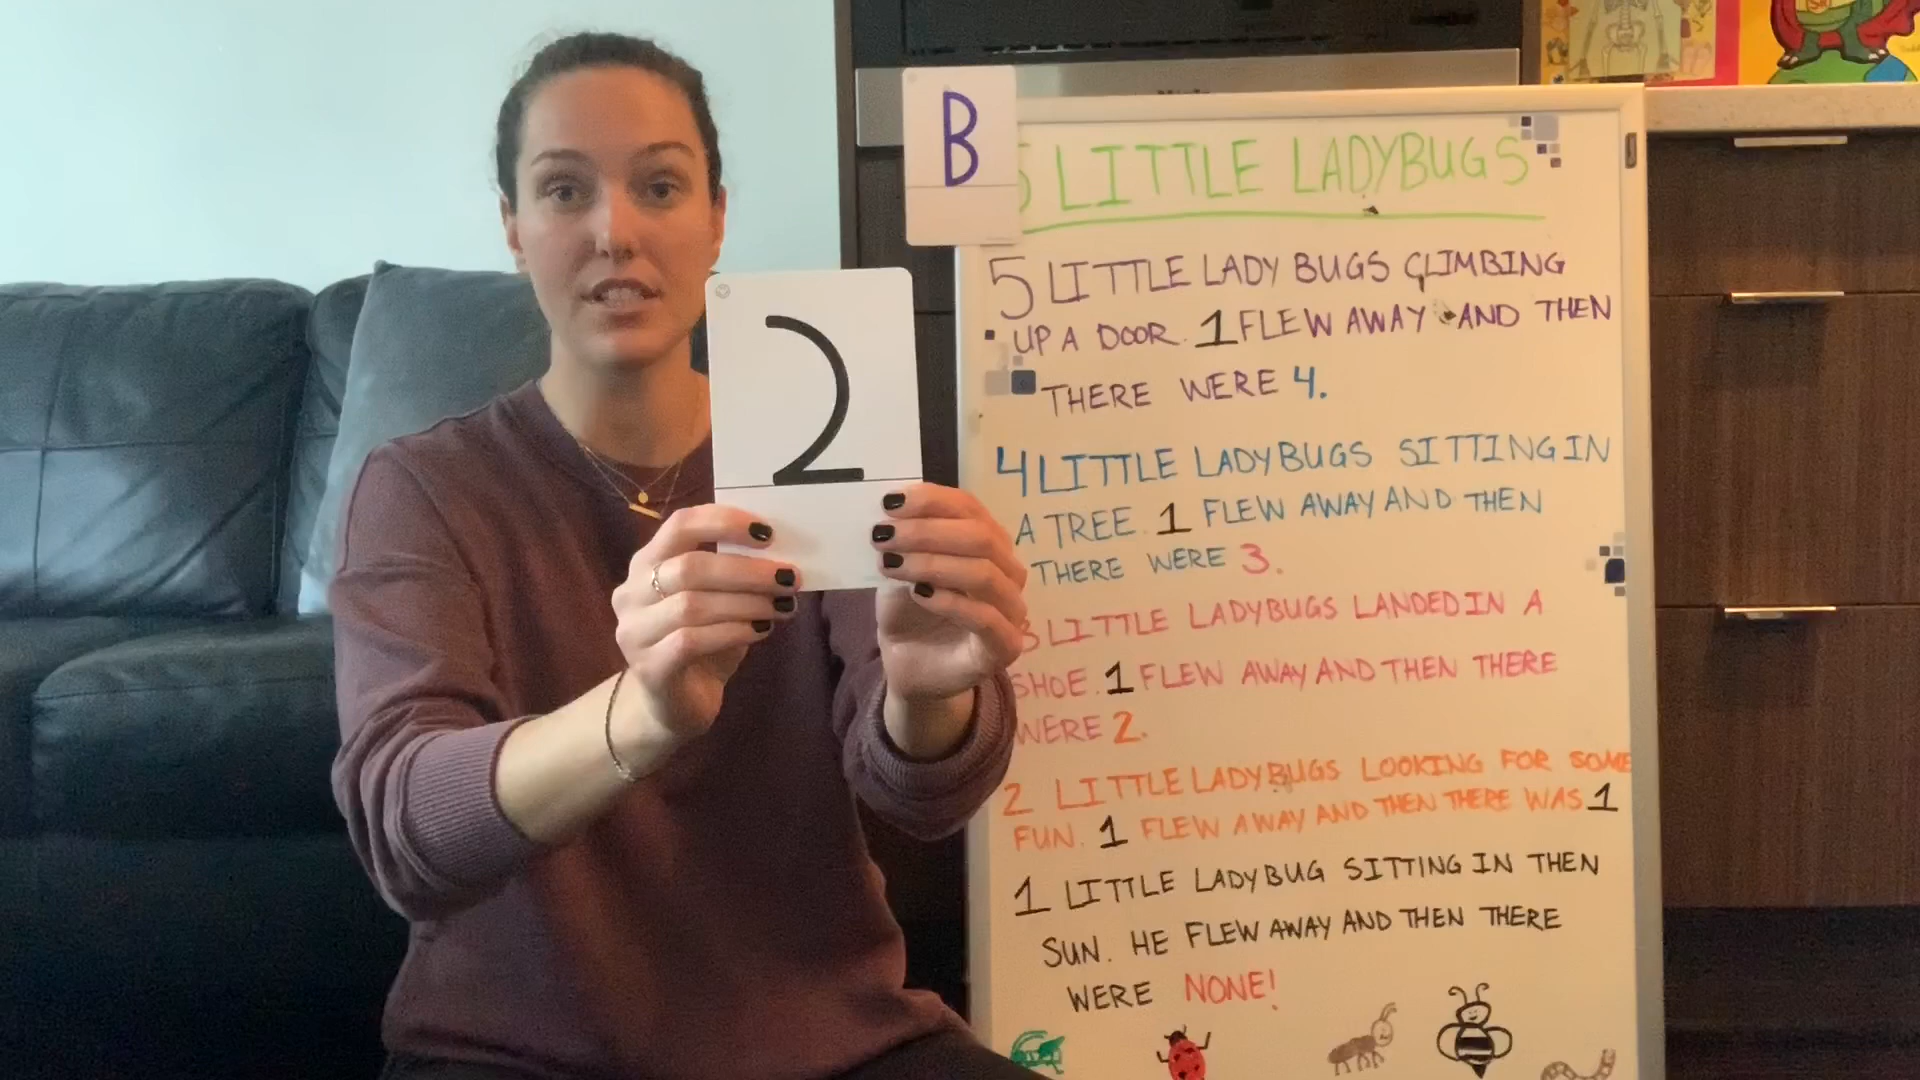 B
2
5 LITTLE LADYBUGS
5 LITTLE LADY BUGS CLIMBING
UP A DOOR. 1 FLEW AWAY AND THEN
THERE WERE 4.
4 LITTLE LADYBUGS SITTING IN
A TREE. 1 FLEW AWAY AND THEN
THERE WERE 3.
3 LITTLE LADYBUGS LANDED IN A
SHOE. 1 FLEW AWAY AND THEN THERE
WERE 2.
2 LITTLE LADYBUGS LOOKING FOR SOME
FUN. 1 FLEW AWAY AND THEN THERE WAS 1
1 LITTLE LADYBUG SITTING IN THEN
SUN. HE FLEW AWAY AND THEN THERE
WERE NONE!